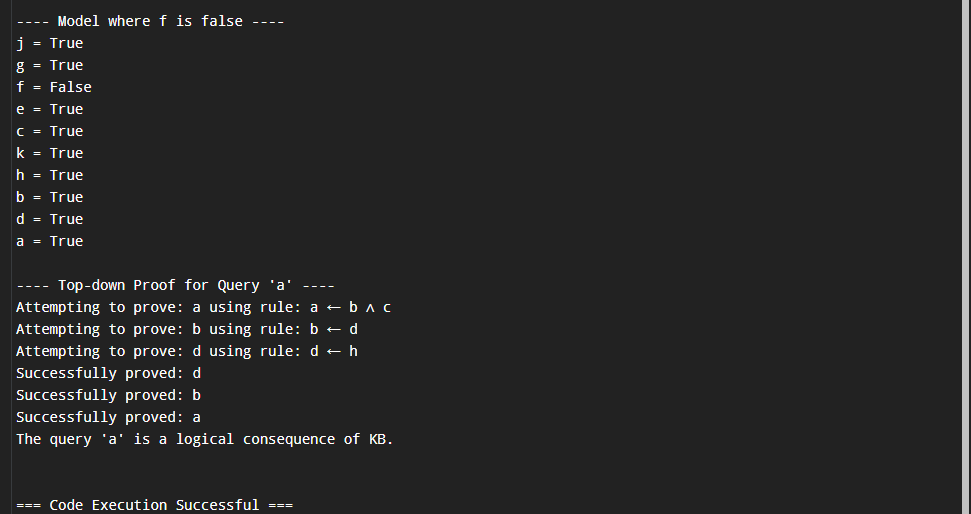 ---- Model where f is false ----
j = True
g = True
f = False
e = True
c = True
k = True
h = True
b = True
d = True
a = True
---- Top-down Proof for Query 'a' ----
Attempting to prove: a using rule: a ← b ∧ c
Attempting to prove: b using rule: b ← d
Attempting to prove: d using rule: d ← h
Successfully proved: d
Successfully proved: b
Successfully proved: a
The query 'a' is a logical consequence of KB.
=== Code Execution Successful ===